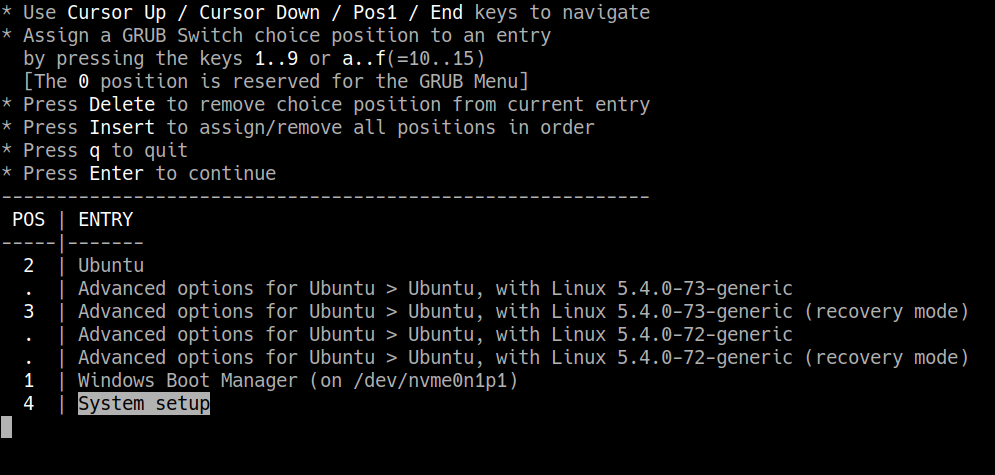 * Use Cursor Up / Cursor Down / Pos1 / End keys to navigate
* Assign a GRUB Switch choice position to an entry
  by pressing the keys 1..9 or a..f(=10..15)
  [The 0 position is reserved for the GRUB Menu]
* Press Delete to remove choice position from current entry
* Press Insert to assign/remove all positions in order
* Press q to quit
* Press Enter to continue
-----------------------------------------------------------
 POS | ENTRY
-----|-------
  2  | Ubuntu
  .  | Advanced options for Ubuntu > Ubuntu, with Linux 5.4.0-73-generic
  3  | Advanced options for Ubuntu > Ubuntu, with Linux 5.4.0-73-generic (recovery mode)
  .  | Advanced options for Ubuntu > Ubuntu, with Linux 5.4.0-72-generic
  .  | Advanced options for Ubuntu > Ubuntu, with Linux 5.4.0-72-generic (recovery mode)
  1  | Windows Boot Manager (on /dev/nvme0n1p1)
  4  | System setup